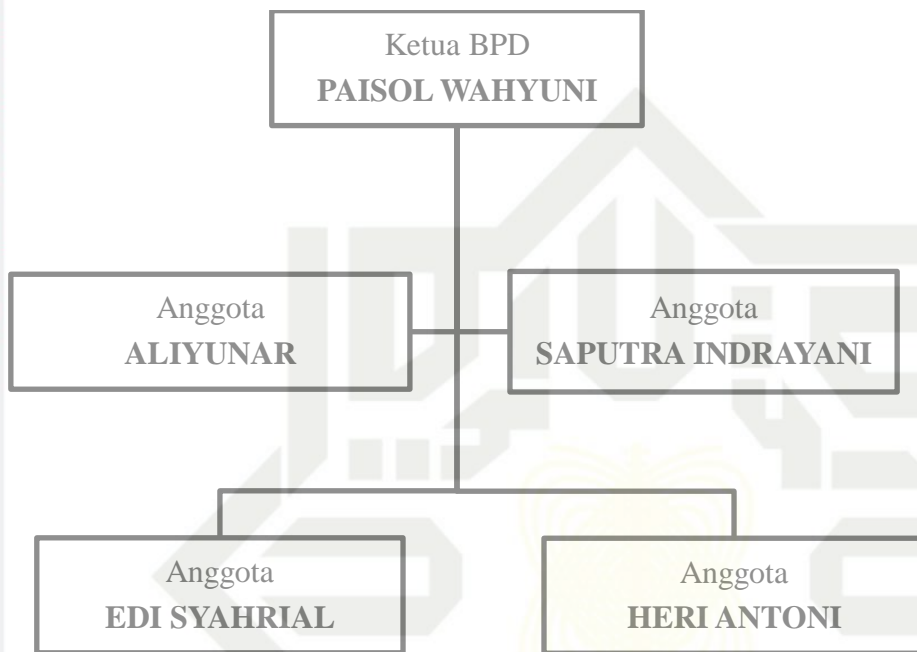 Ketua BPD
PAISOL WAHYUNI
Anggota
ALIYUNAR
Anggota
SAPUTRA INDRAYANI
Anggota
EDI SYAHRIAL
Anggota
HERI ANTONI